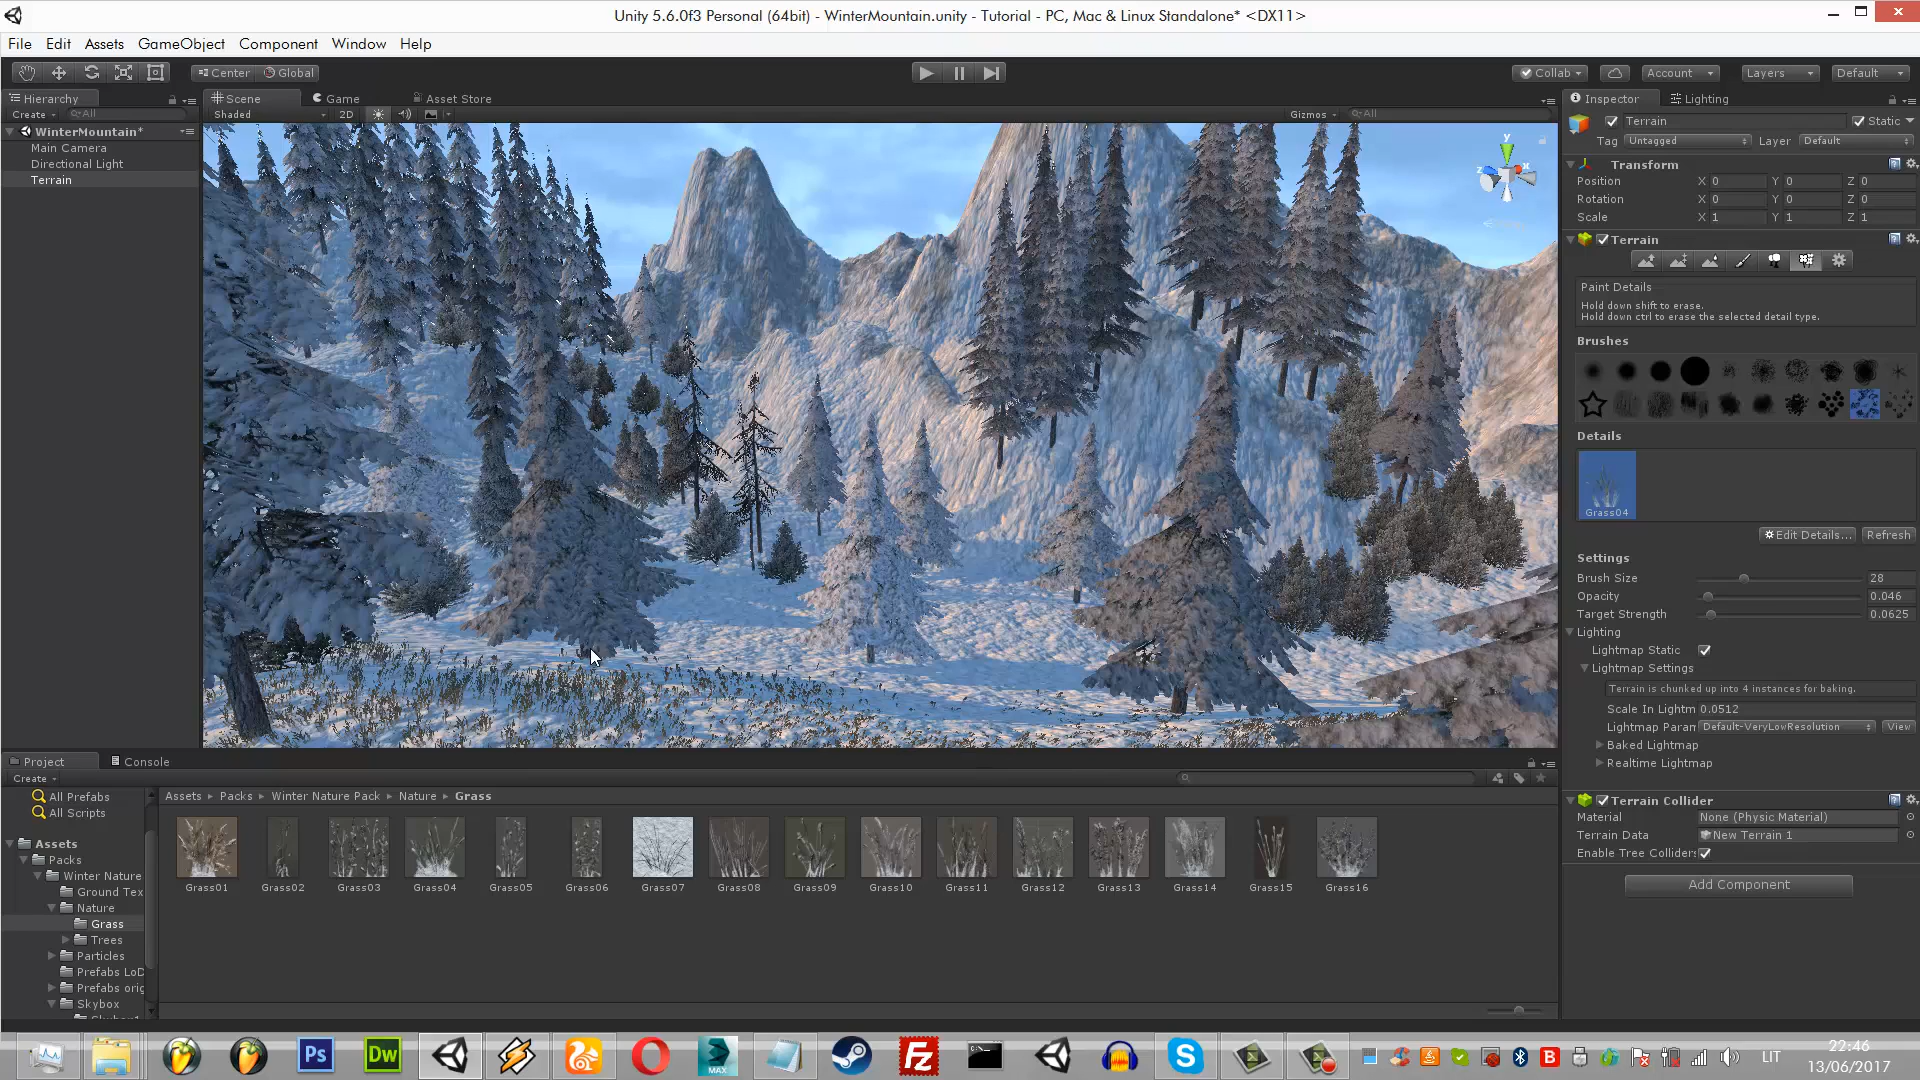 Unity 5.6.0f3 Personal (64bit) - WinterMountain.unity - Tutorial - PC, Mac & Linux Standalone* <DX11>
File Edit Assets GameObject Component Window Help
Center Global Collab Account Layers Default
Hierarchy Scene Game Asset Store Inspector Lighting
Create All Shaded 2D Gizmos All
WinterMountain*
Main Camera
Directional Light
Terrain
Terrain Static
Tag Untagged Layer Default
Transform
Position X 0 Y 0 Z 0
Rotation X 0 Y 0 Z 0
Scale X 1 Y 1 Z 1
Terrain
Paint Details
Hold down shift to erase.
Hold down ctrl to erase the selected detail type.
Brushes
Details
Grass04
Edit Details... Refresh
Settings
Brush Size 28
Opacity 0.046
Target Strength 0.0625
Lighting
Lightmap Static
Lightmap Settings
Terrain is chunked up into 4 instances for baking.
Scale In Lightm 0.0512
Lightmap Param Default-VeryLowResolution View
Baked Lightmap
Realtime Lightmap
Terrain Collider
Material None (Physic Material)
Terrain Data New Terrain 1
Enable Tree Colliders
Add Component
y
x
z
Project Console
Create
All Prefabs
All Scripts
Assets
Packs
Winter Nature
Ground Tex
Nature
Grass
Trees
Particles
Prefabs LoD
Prefabs orig
Skybox
Assets Packs Winter Nature Pack Nature Grass
Grass01 Grass02 Grass03 Grass04 Grass05 Grass06 Grass07 Grass08 Grass09 Grass10 Grass11 Grass12 Grass13 Grass14 Grass15 Grass16
Ps Dw MAX Fz S B LIT
22:46
13/06/2017